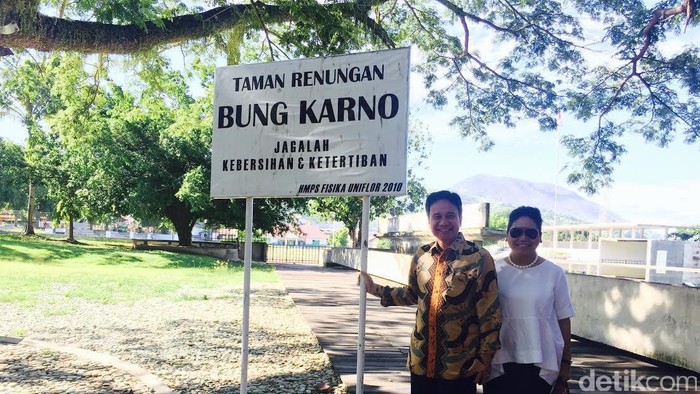 TAMAN RENUNGAN
BUNG KARNO
JAGALAH
KEBERSIHAN & KETERTIBAN
HMPS FISIKA UNIFLOR 2010
detikcom